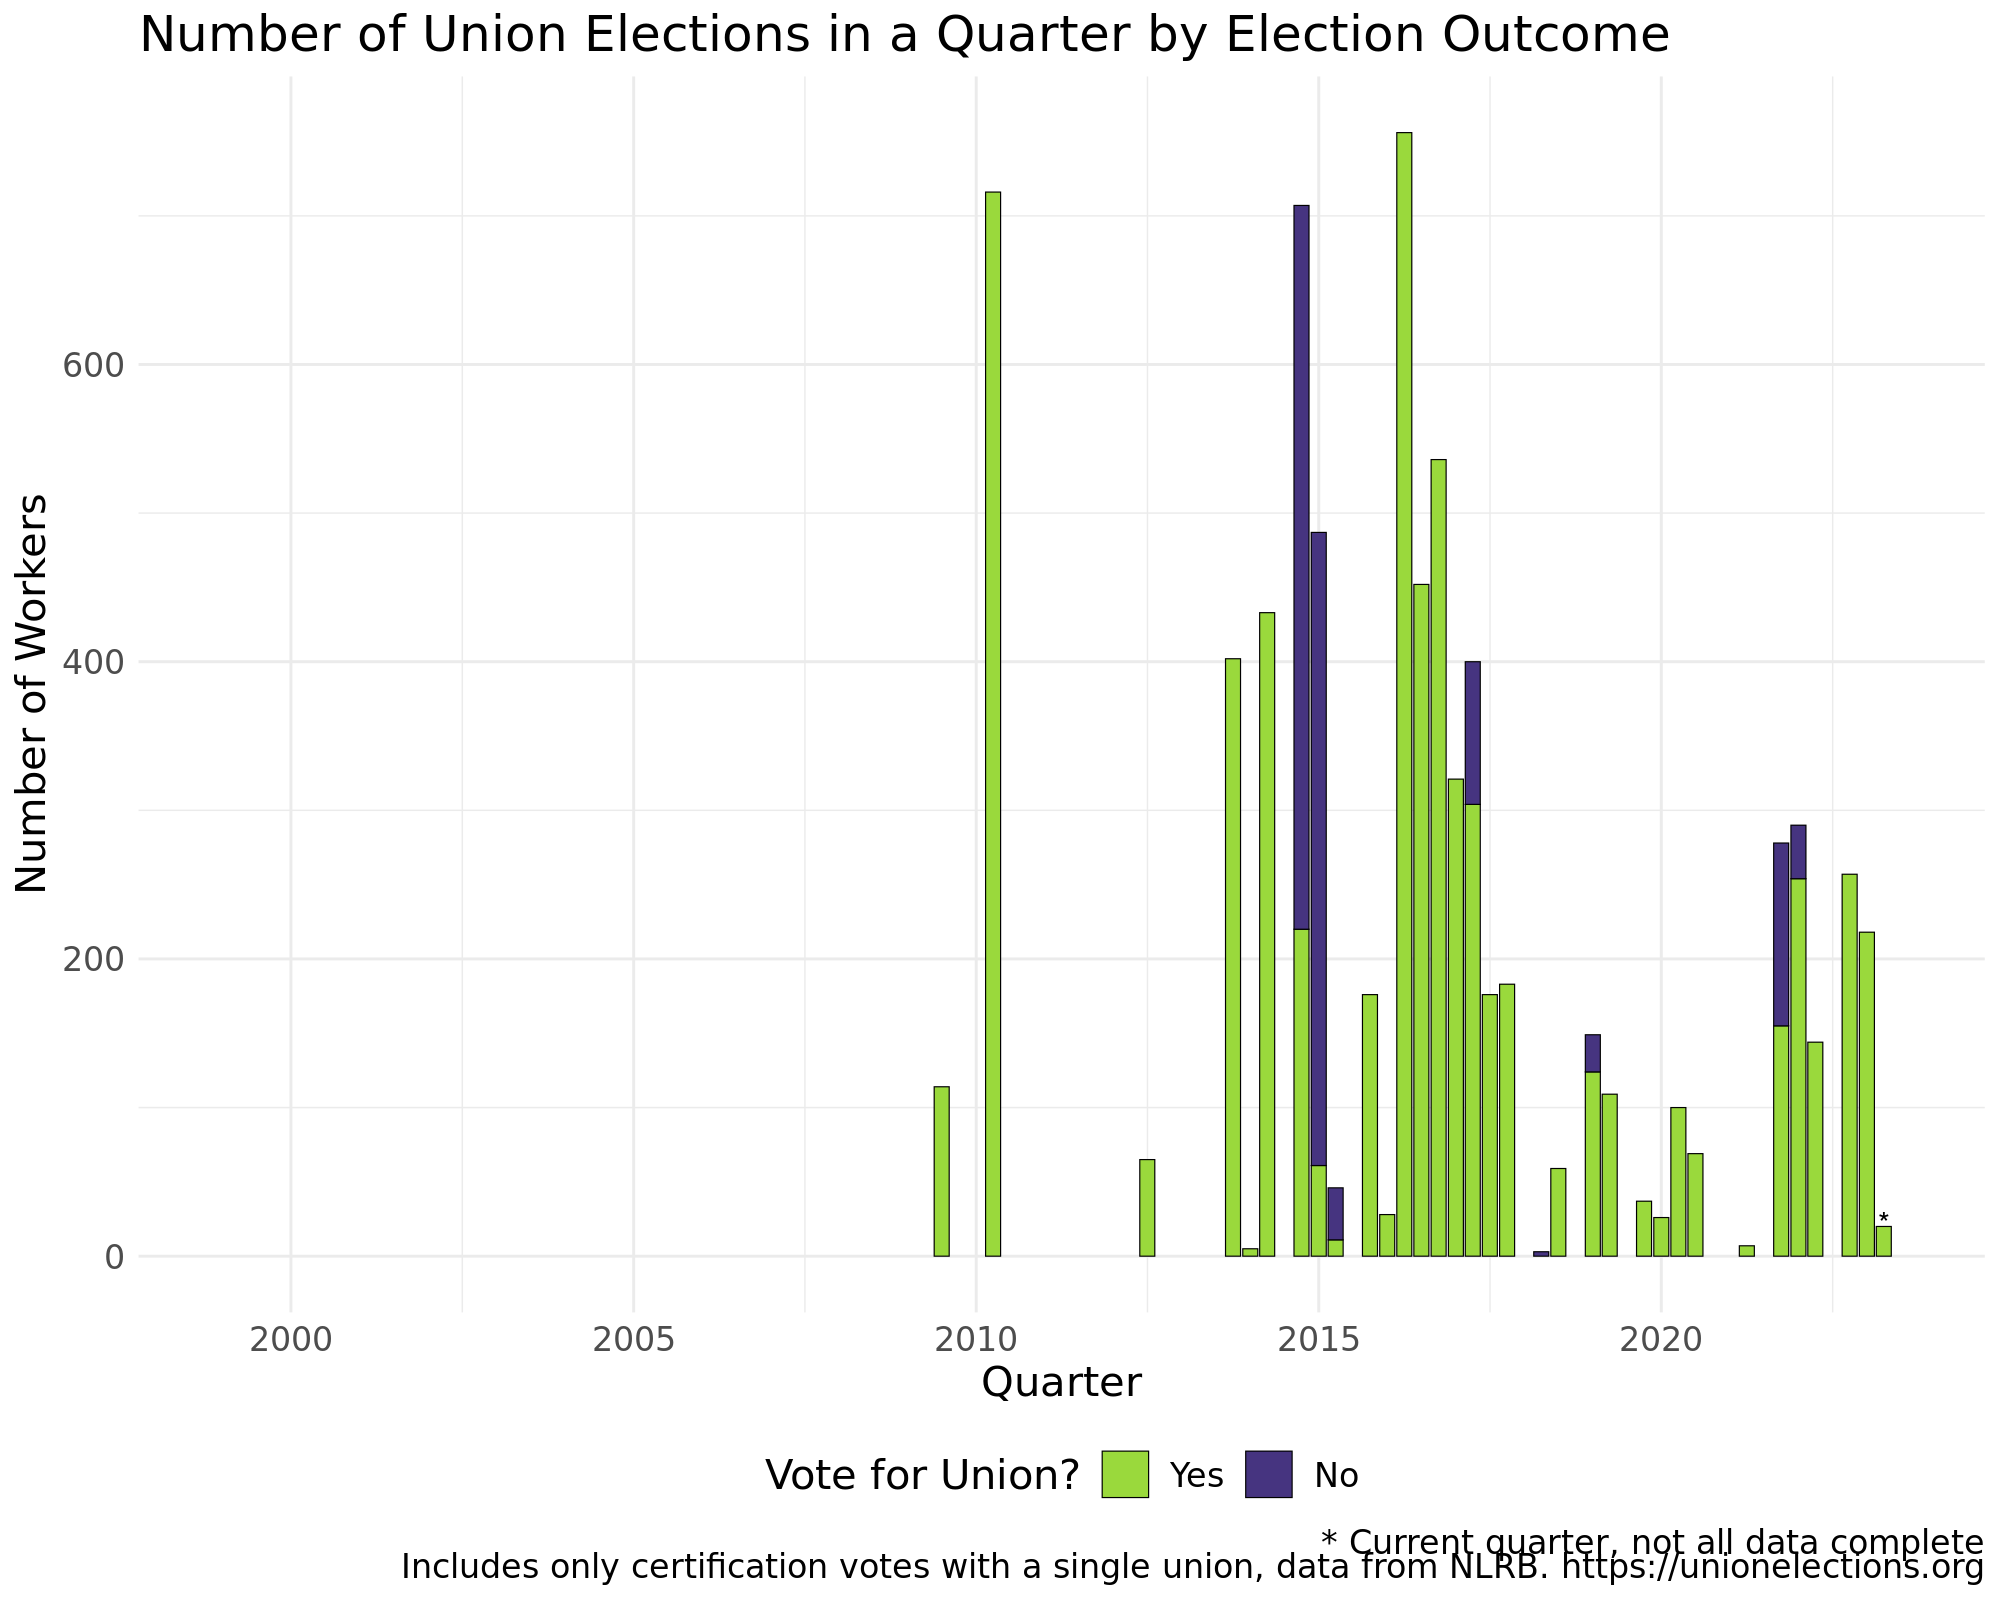 Number of Union Elections in a Quarter by Election Outcome
Number of Workers
600
400
200
0
*
2000 2005 2010 2015 2020
Quarter
Vote for Union? Yes No
* Current quarter, not all data complete
Includes only certification votes with a single union, data from NLRB. https://unionelections.org